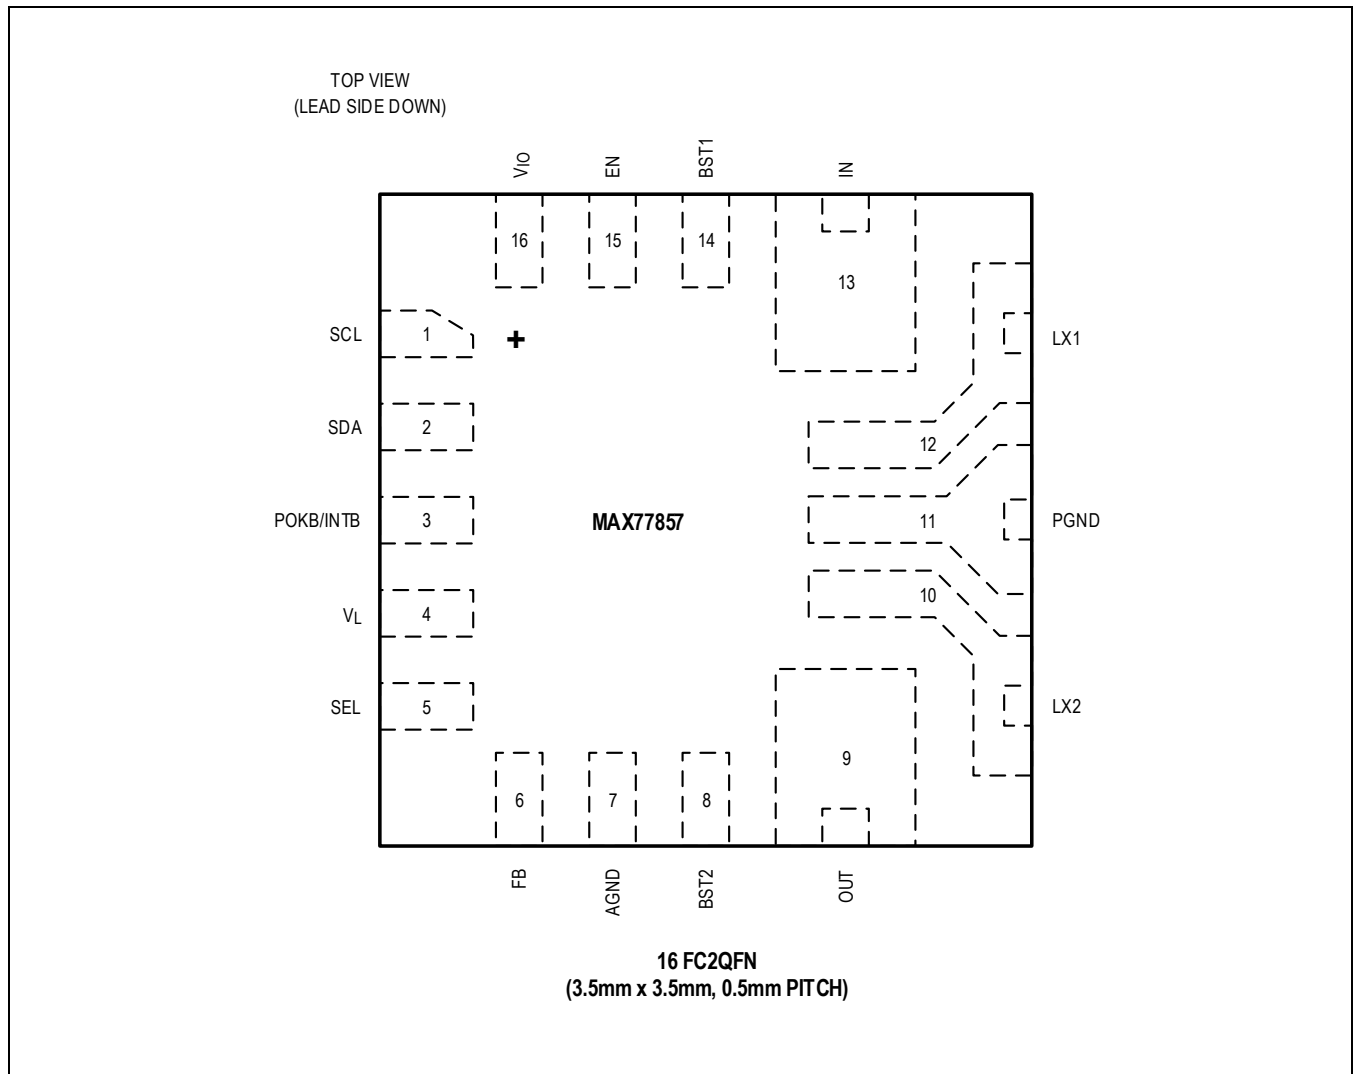 TOP VIEW
(LEAD SIDE DOWN)
VIO
EN
BST1
IN
16
15
14
13
SCL
1
+
LX1
SDA
2
12
POKB/INTB
3
MAX77857
11
PGND
VL
4
10
SEL
5
LX2
9
6
7
8
FB
AGND
BST2
OUT
16 FC2QFN
(3.5mm x 3.5mm, 0.5mm PITCH)